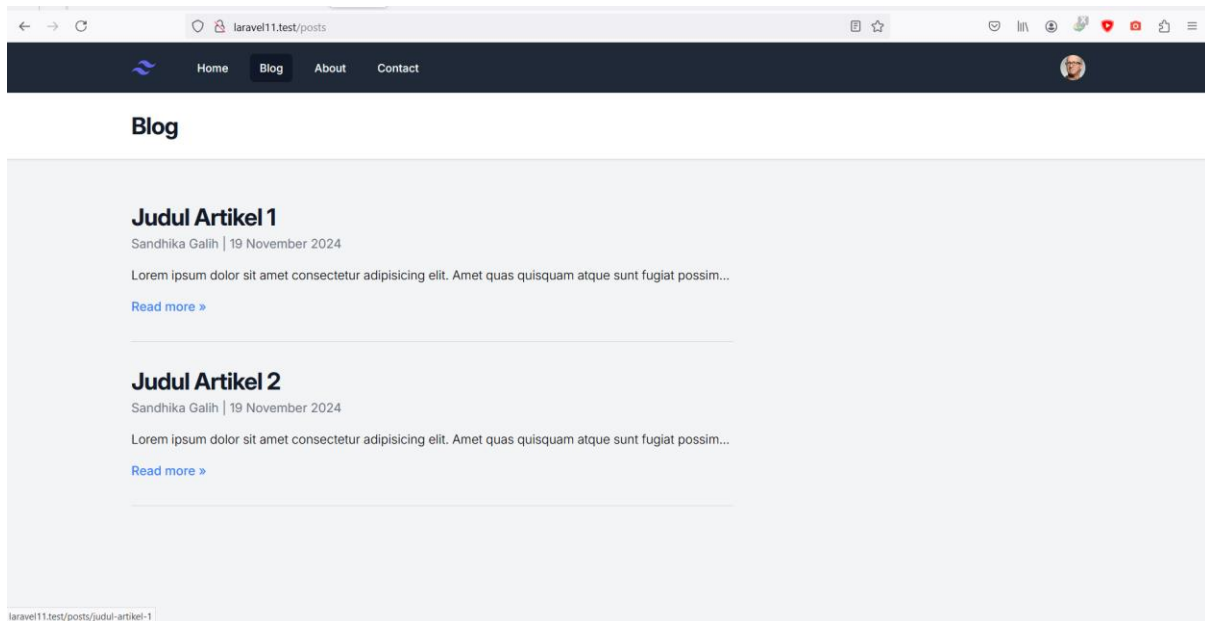 laravel11.test/posts
Home Blog About Contact
Blog
Judul Artikel 1
Sandhika Galih | 19 November 2024
Lorem ipsum dolor sit amet consectetur adipisicing elit. Amet quas quisquam atque sunt fugiat possim...
Read more »
Judul Artikel 2
Sandhika Galih | 19 November 2024
Lorem ipsum dolor sit amet consectetur adipisicing elit. Amet quas quisquam atque sunt fugiat possim...
Read more »
laravel11.test/posts/judul-artikel-1